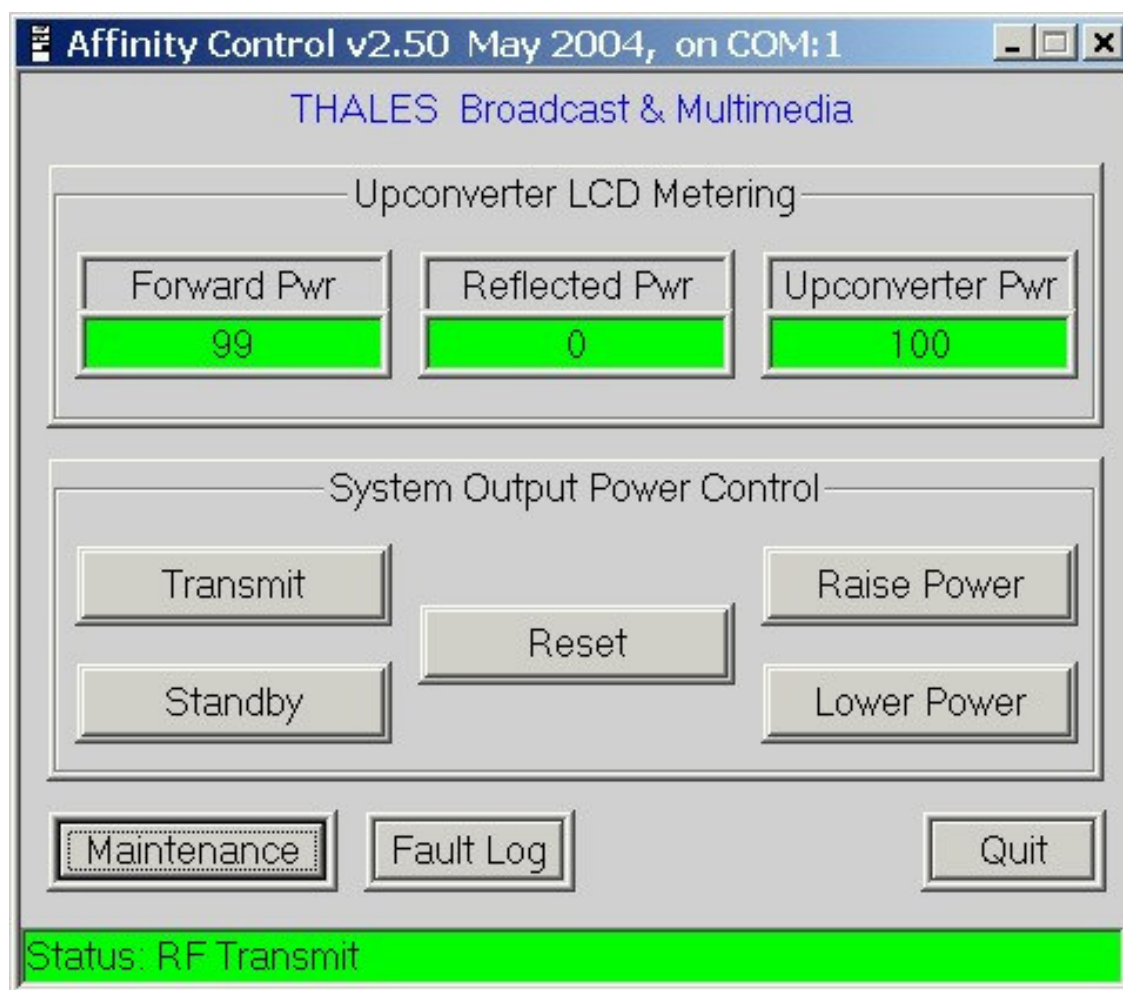 Affinity Control v2.50 May 2004, on COM:1
THALES Broadcast & Multimedia
Upconverter LCD Metering
Forward Pwr Reflected Pwr Upconverter Pwr
99 0 100
System Output Power Control
Transmit Raise Power
Reset
Standby Lower Power
Maintenance Fault Log Quit
Status: RF Transmit